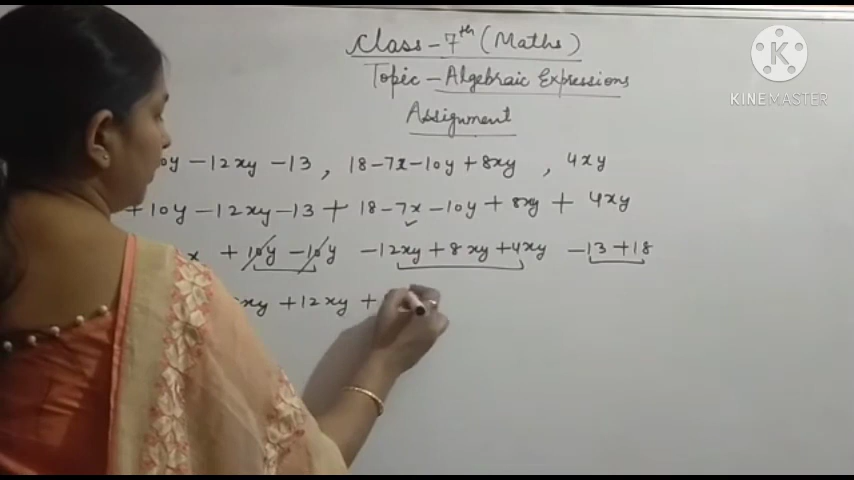 Class - 7th (Maths)
Topic - Algebraic Expressions
Assignment
0y - 12xy - 13 , 18 - 7x - 10y + 8xy , 4xy
+ 10y - 12xy - 13 + 18 - 7x - 10y + 8xy + 4xy
x + 10y - 10y - 12xy + 8xy + 4xy - 13 + 18
xy + 12xy +
KINEMASTER